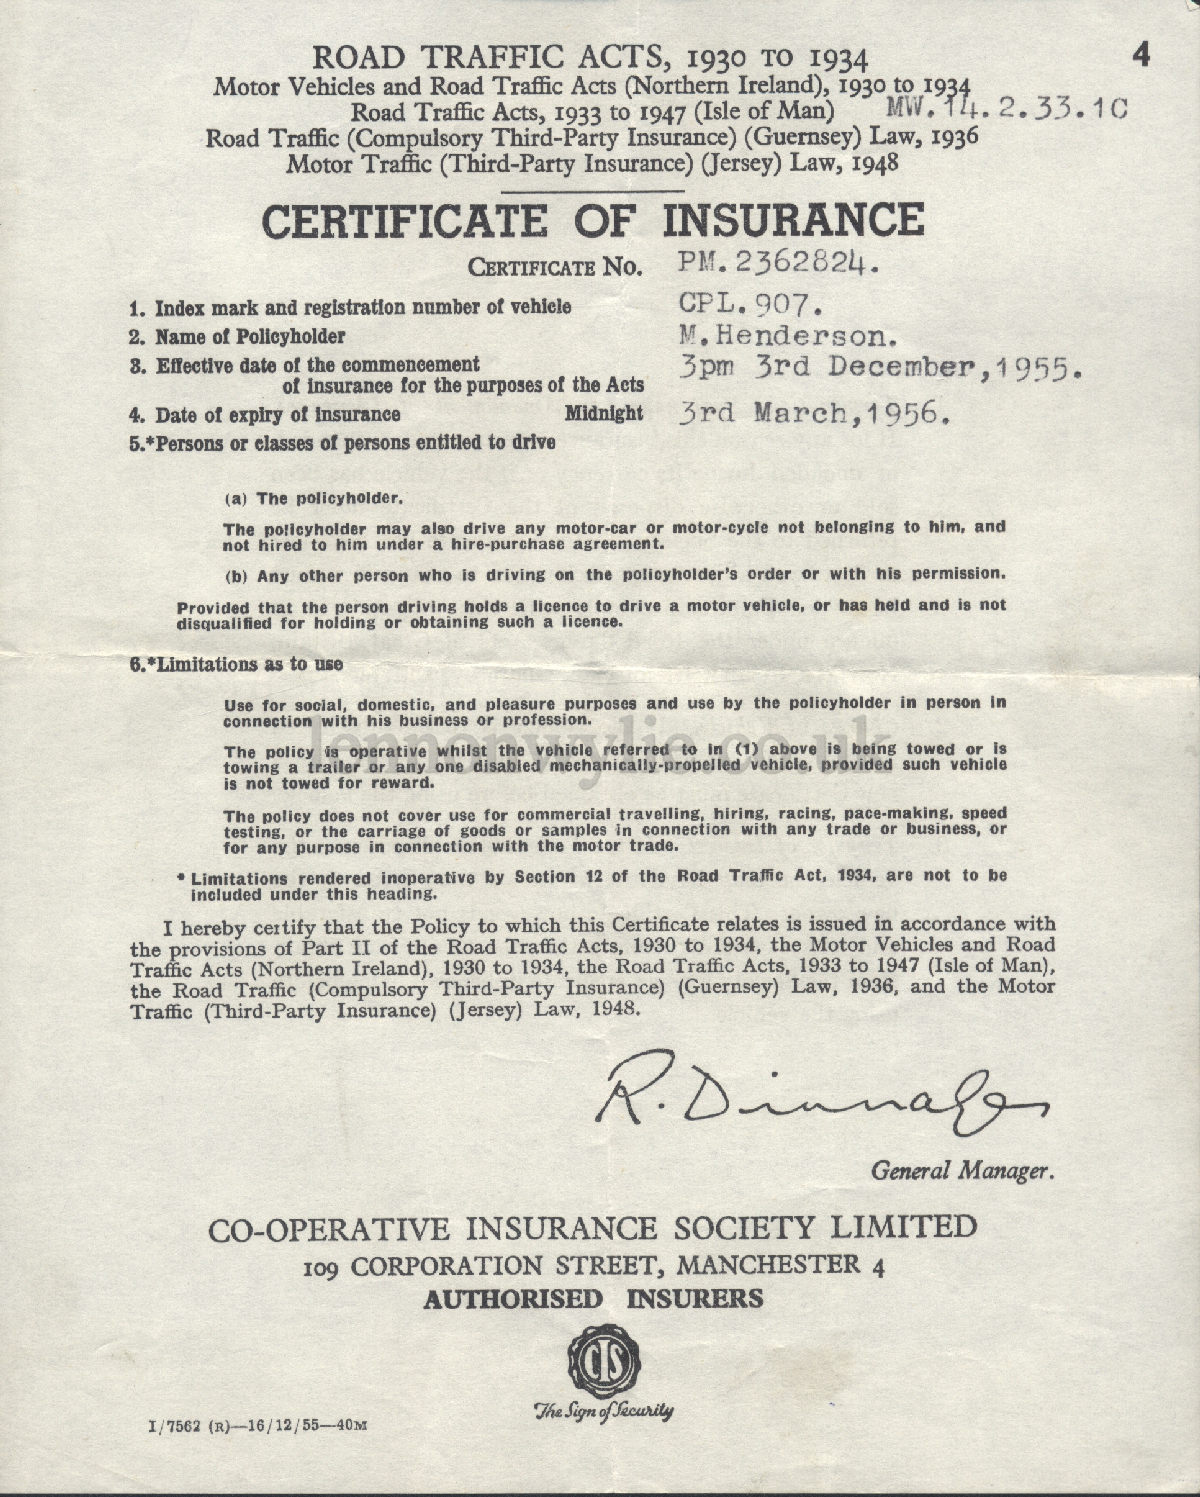 4
ROAD TRAFFIC ACTS, 1930 TO 1934
Motor Vehicles and Road Traffic Acts (Northern Ireland), 1930 to 1934
Road Traffic Acts, 1933 to 1947 (Isle of Man) MW.14.2.33.1C
Road Traffic (Compulsory Third-Party Insurance) (Guernsey) Law, 1936
Motor Traffic (Third-Party Insurance) (Jersey) Law, 1948
CERTIFICATE OF INSURANCE
CERTIFICATE No. PM.2362824.
1. Index mark and registration number of vehicle CPL.907.
2. Name of Policyholder M.Henderson.
3. Effective date of the commencement 3pm 3rd December,1955.
of insurance for the purposes of the Acts
4. Date of expiry of insurance Midnight 3rd March,1956.
5.*Persons or classes of persons entitled to drive
(a) The policyholder.
The policyholder may also drive any motor-car or motor-cycle not belonging to him, and
not hired to him under a hire-purchase agreement.
(b) Any other person who is driving on the policyholder's order or with his permission.
Provided that the person driving holds a licence to drive a motor vehicle, or has held and is not
disqualified for holding or obtaining such a licence.
6.*Limitations as to use
Use for social, domestic, and pleasure purposes and use by the policyholder in person in
connection with his business or profession.
lennonwylie.co.uk
The policy is operative whilst the vehicle referred to in (1) above is being towed or is
towing a trailer or any one disabled mechanically-propelled vehicle, provided such vehicle
is not towed for reward.
The policy does not cover use for commercial travelling, hiring, racing, pace-making, speed
testing, or the carriage of goods or samples in connection with any trade or business, or
for any purpose in connection with the motor trade.
* Limitations rendered inoperative by Section 12 of the Road Traffic Act, 1934, are not to be
included under this heading.
I hereby certify that the Policy to which this Certificate relates is issued in accordance with
the provisions of Part II of the Road Traffic Acts, 1930 to 1934, the Motor Vehicles and Road
Traffic Acts (Northern Ireland), 1930 to 1934, the Road Traffic Acts, 1933 to 1947 (Isle of Man),
the Road Traffic (Compulsory Third-Party Insurance) (Guernsey) Law, 1936, and the Motor
Traffic (Third-Party Insurance) (Jersey) Law, 1948.
R. Dinnage
General Manager.
CO-OPERATIVE INSURANCE SOCIETY LIMITED
109 CORPORATION STREET, MANCHESTER 4
AUTHORISED INSURERS
CIS
The Sign of Security
I/7562 (R)—16/12/55—40M